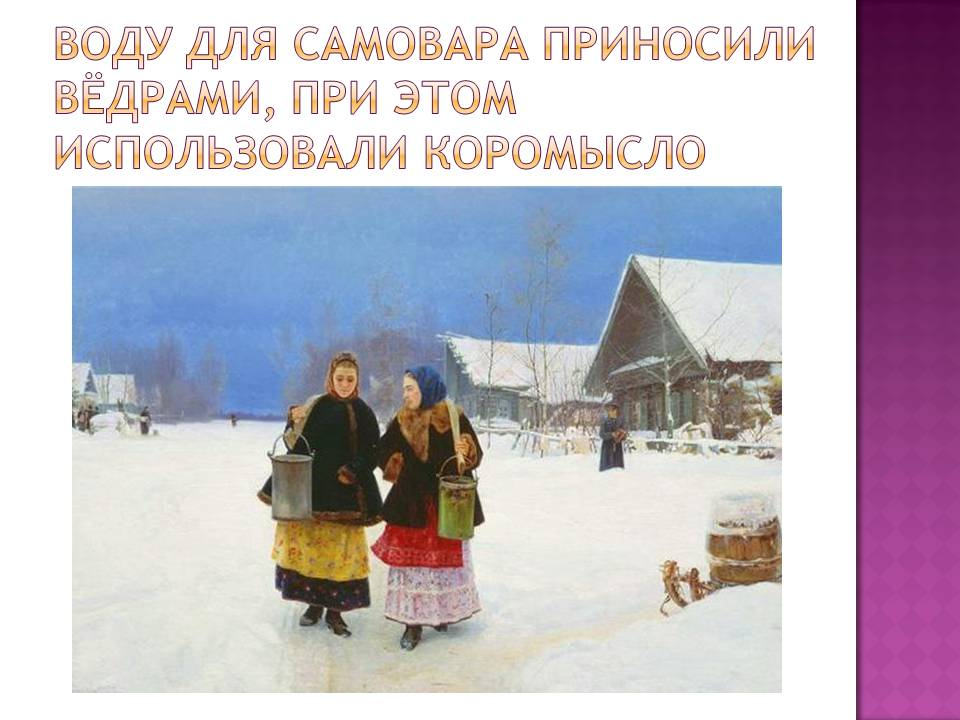 ВОДУ ДЛЯ САМОВАРА ПРИНОСИЛИ
ВЁДРАМИ, ПРИ ЭТОМ
ИСПОЛЬЗОВАЛИ КОРОМЫСЛО